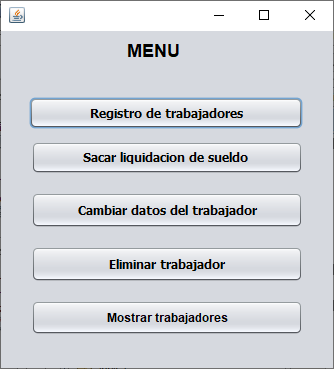 MENU
Registro de trabajadores
Sacar liquidacion de sueldo
Cambiar datos del trabajador
Eliminar trabajador
Mostrar trabajadores